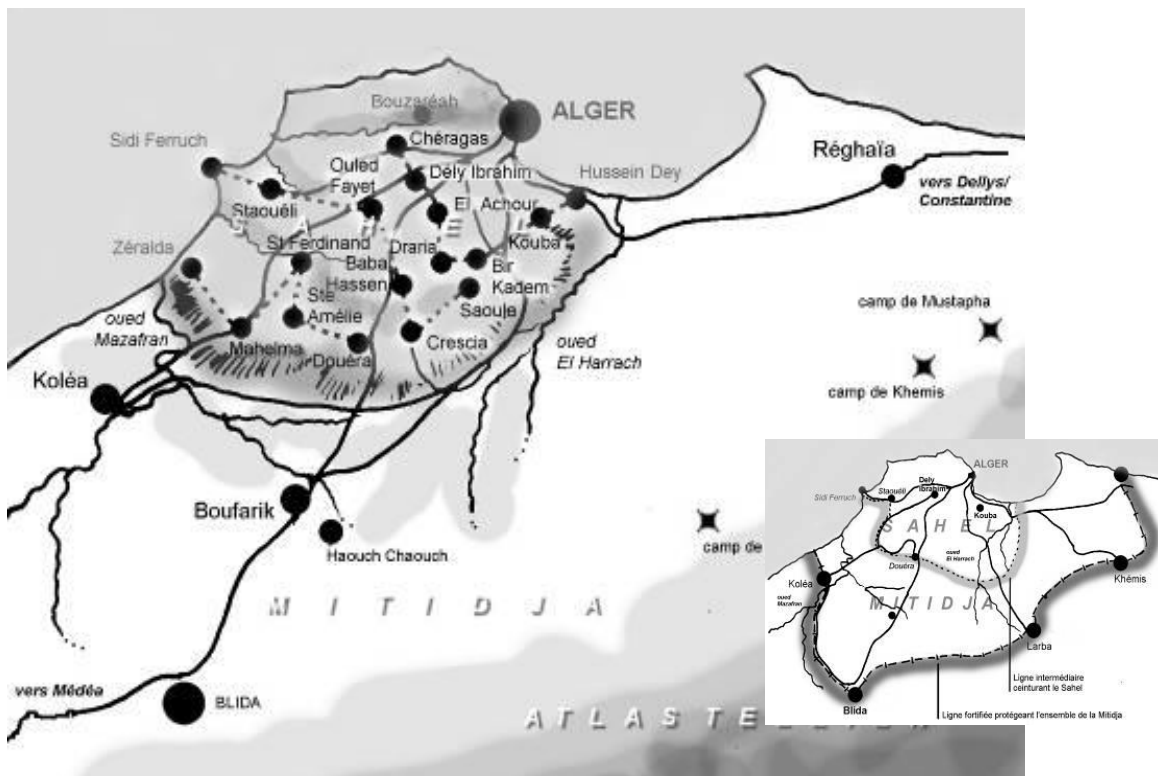 Bouzaréah
ALGER
Sidi Ferruch
Chéragas
Réghaïa
Ouled
Fayet
Dély Ibrahim
Hussein Dey
vers Dellys/
Constantine
Staouéli
El Achour
S A H E L
Kouba
Zéralda
St Ferdinand
Draria
Baba
Hassen
Bir
Kadem
Ste
Amélie
Saoule
camp de Mustapha
oued
Mazafran
Mahelma
Douéra
Crescia
oued
El Harrach
Koléa
camp de Khemis
Boufarik
Haouch Chaouch
camp de
M I T I D J A
vers Médéa
BLIDA
ALGER
Sidi Ferruch
Staouéli
Dely
Ibrahim
Kouba
S A H E L
oued
El Harrach
Douéra
Khémis
Koléa
oued
Mazafran
M I T I D J A
Larba
Ligne intermédiaire
ceinturant le Sahel
Blida
Ligne fortifiée protégeant l'ensemble de la Mitidja